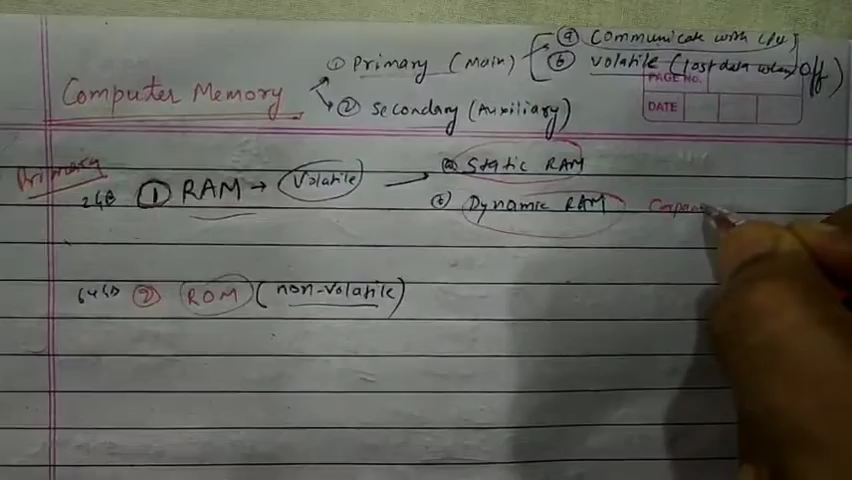 ① Primary (Main)
ⓐ Communicate with CPU
ⓑ volatile (lost data when off)
Computer Memory
② Secondary (Auxiliary)
PAGE No.
DATE
Primary
2GB ① RAM → Volatile → ⓐ Static RAM
ⓑ Dynamic RAM
② ROM (non-volatile)